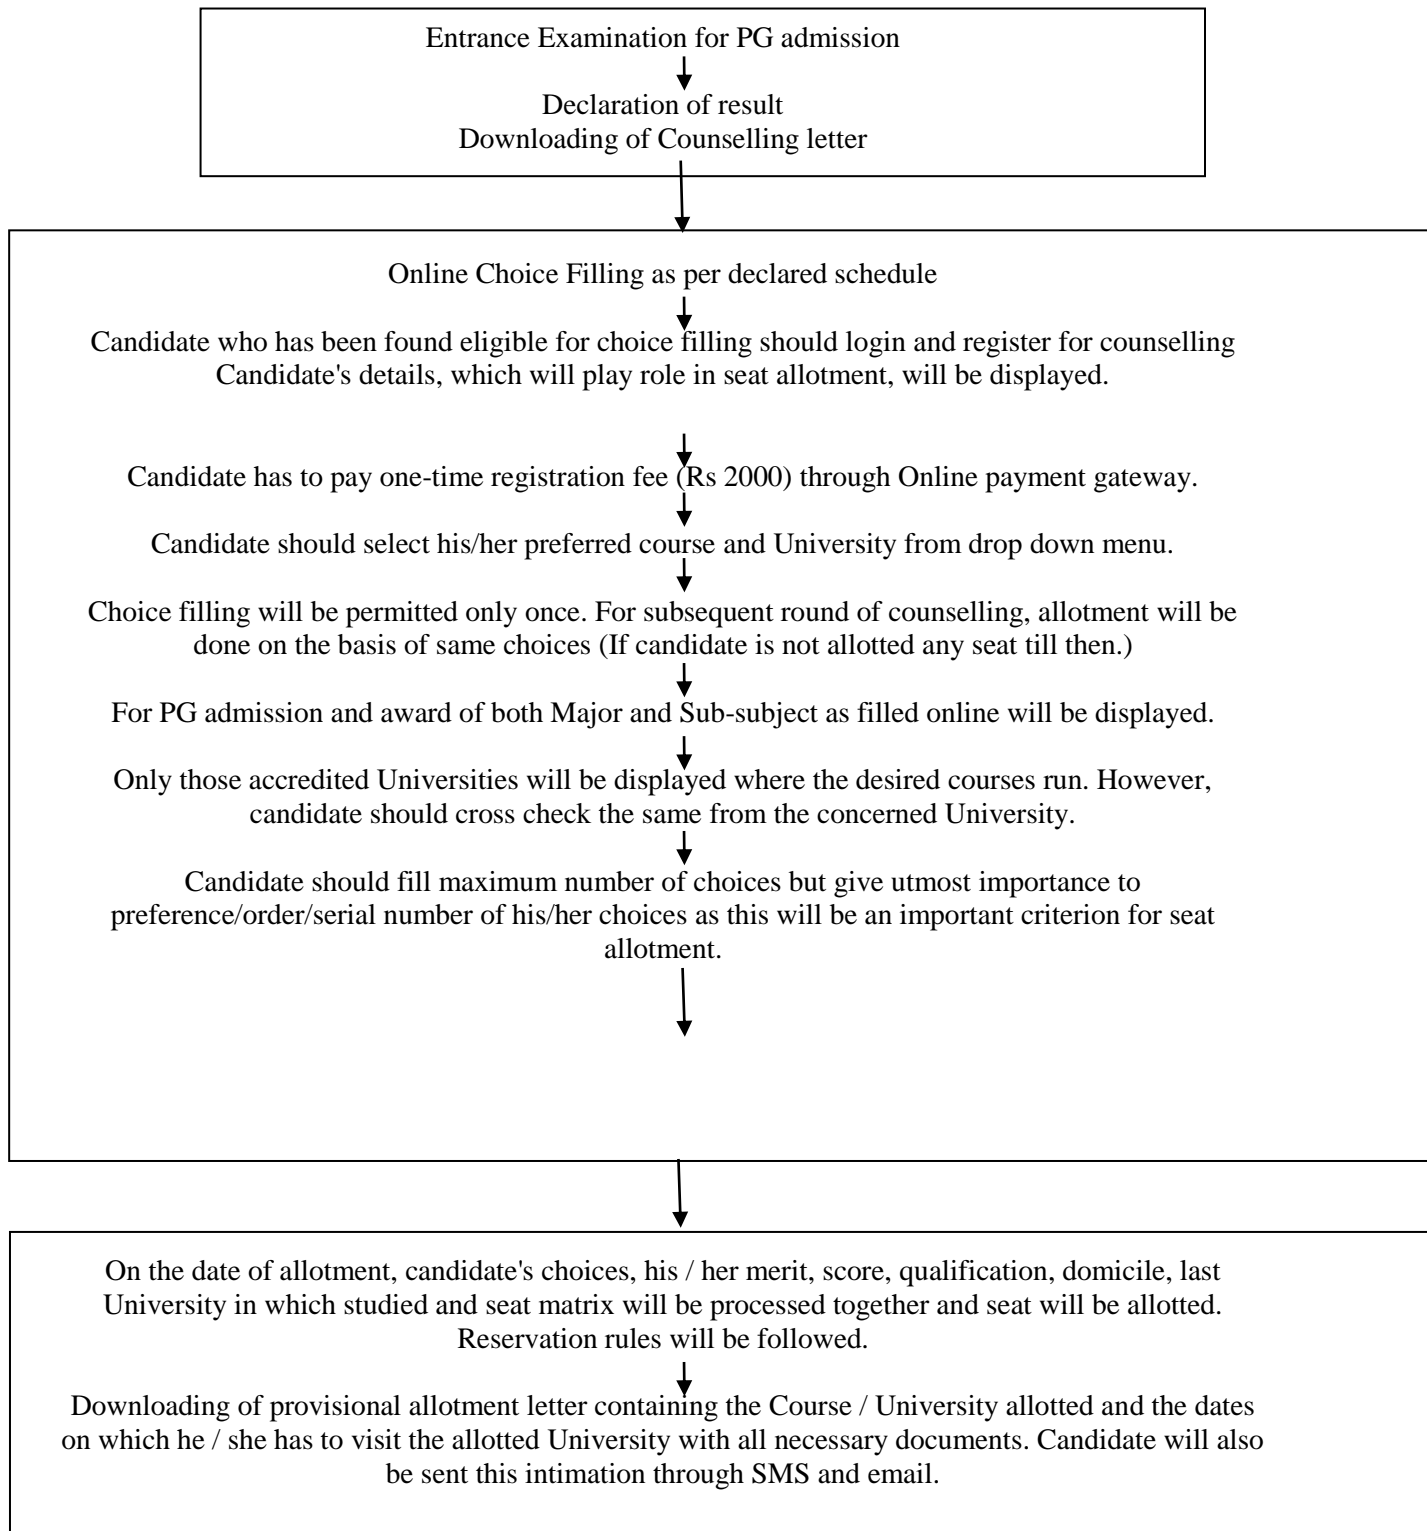 Entrance Examination for PG admission
Declaration of result
Downloading of Counselling letter
Online Choice Filling as per declared schedule
Candidate who has been found eligible for choice filling should login and register for counselling
Candidate's details, which will play role in seat allotment, will be displayed.
Candidate has to pay one-time registration fee (Rs 2000) through Online payment gateway.
Candidate should select his/her preferred course and University from drop down menu.
Choice filling will be permitted only once. For subsequent round of counselling, allotment will be
done on the basis of same choices (If candidate is not allotted any seat till then.)
For PG admission and award of both Major and Sub-subject as filled online will be displayed.
Only those accredited Universities will be displayed where the desired courses run. However,
candidate should cross check the same from the concerned University.
Candidate should fill maximum number of choices but give utmost importance to
preference/order/serial number of his/her choices as this will be an important criterion for seat
allotment.
On the date of allotment, candidate's choices, his / her merit, score, qualification, domicile, last
University in which studied and seat matrix will be processed together and seat will be allotted.
Reservation rules will be followed.
Downloading of provisional allotment letter containing the Course / University allotted and the dates
on which he / she has to visit the allotted University with all necessary documents. Candidate will also
be sent this intimation through SMS and email.